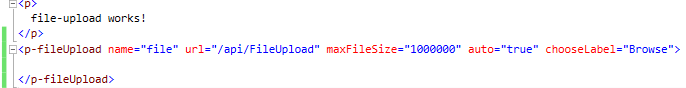 <p>
file-upload works!
</p>
<p-fileUpload name="file" url="/api/FileUpload" maxFileSize="1000000" auto="true" chooseLabel="Browse">
</p-fileUpload>